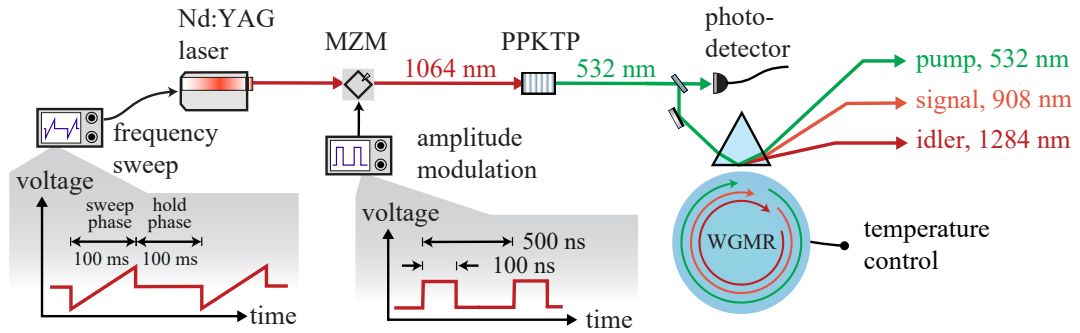 Nd:YAG
laser
MZM
PPKTP
photo-
detector
1064 nm
532 nm
pump, 532 nm
signal, 908 nm
idler, 1284 nm
frequency
sweep
amplitude
modulation
voltage
sweep
phase
hold
phase
100 ms
100 ms
time
voltage
500 ns
100 ns
time
WGMR
temperature
control